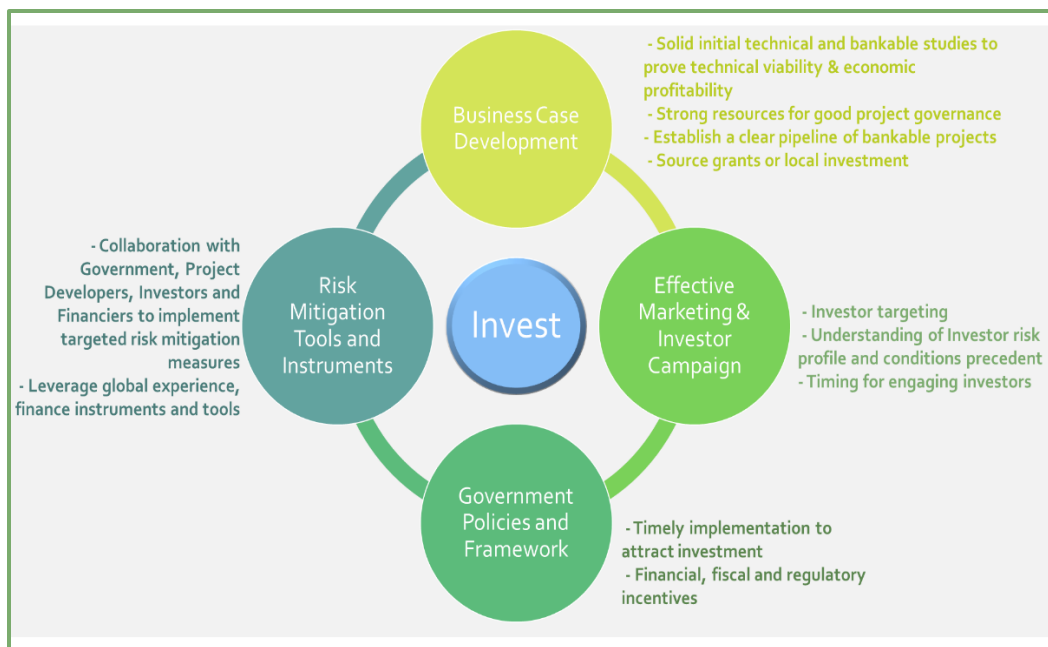 Business Case
Development
- Solid initial technical and bankable studies to
prove technical viability & economic
profitability
- Strong resources for good project governance
- Establish a clear pipeline of bankable projects
- Source grants or local investment
- Collaboration with
Government, Project
Developers, Investors and
Financiers to implement
targeted risk mitigation
measures
- Leverage global experience,
finance instruments and tools
Risk
Mitigation
Tools and
Instruments
Invest
Effective
Marketing &
Investor
Campaign
- Investor targeting
- Understanding of Investor risk
profile and conditions precedent
- Timing for engaging investors
Government
Policies and
Framework
- Timely implementation to
attract investment
- Financial, fiscal and regulatory
incentives